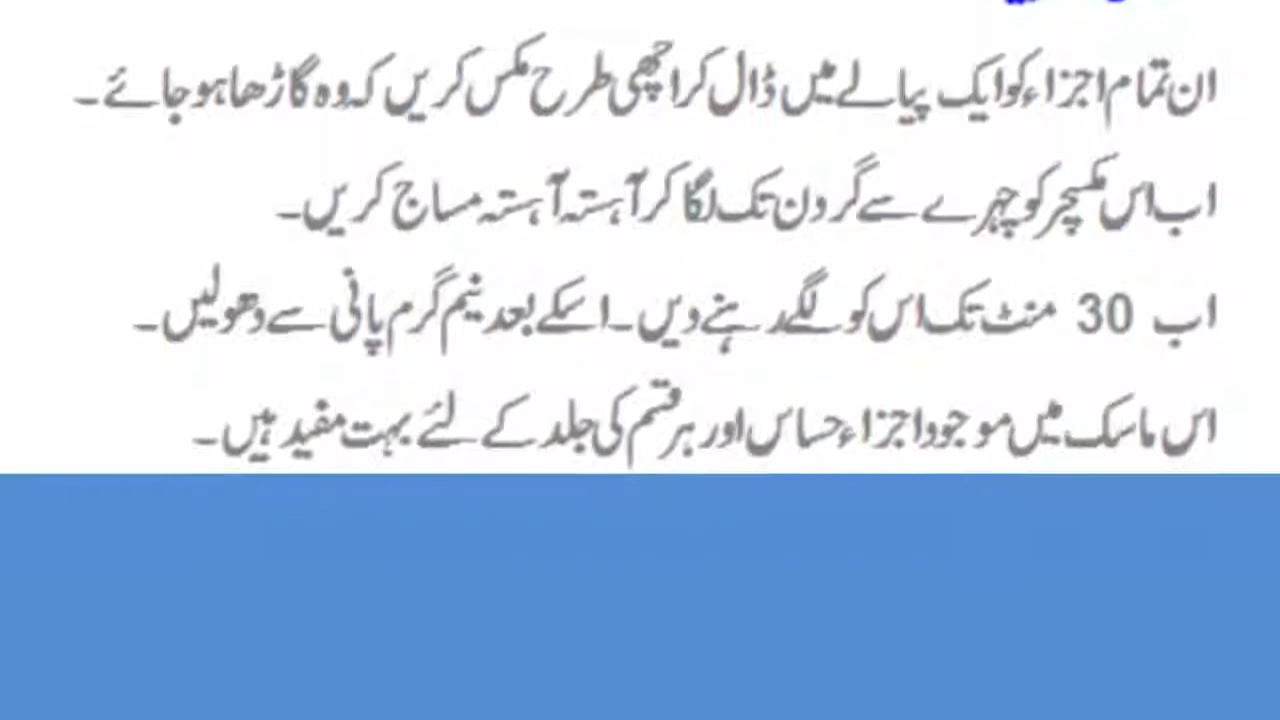 ان تمام اجزاء کو ایک پیالے میں ڈال کر اچھی طرح مکس کریں کہ وہ گاڑھا ہو جائے۔
اب اس مکسچر کو چہرے سے گردن تک لگا کر آہستہ آہستہ مساج کریں۔
اب 30 منٹ تک اس کو لگے رہنے دیں۔ اسکے بعد نیم گرم پانی سے دھولیں۔
اس ماسک میں موجود اجزاء حساس اور ہر قسم کی جلد کے لئے بہت مفید ہیں۔